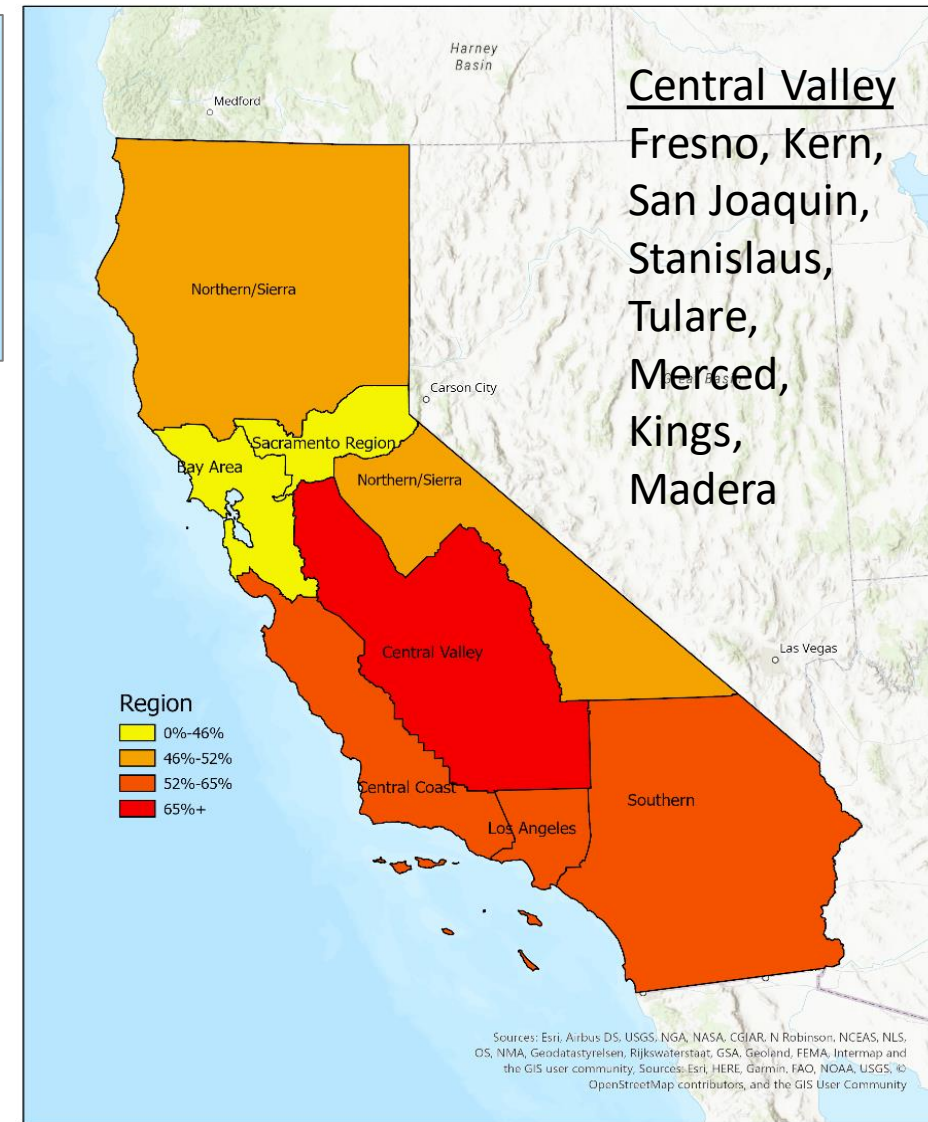 Harney
Basin
Medford
Central Valley
Fresno, Kern,
San Joaquin,
Stanislaus,
Tulare,
Merced,
Great Basin
Kings,
Madera
Northern/Sierra
Carson City
Sacramento Region
Bay Area
Northern/Sierra
Central Valley
Las Vegas
Region
0%-46%
46%-52%
52%-65%
65%+
Central Coast
Los Angeles
Southern
Sources: Esri, Airbus DS, USGS, NGA, NASA, CGIAR, N Robinson, NCEAS, NLS,
OS, NMA, Geodatastyrelsen, Rijkswaterstaat, GSA, Geoland, FEMA, Intermap and
the GIS user community, Sources: Esri, HERE, Garmin, FAO, NOAA, USGS, ©
OpenStreetMap contributors, and the GIS User Community